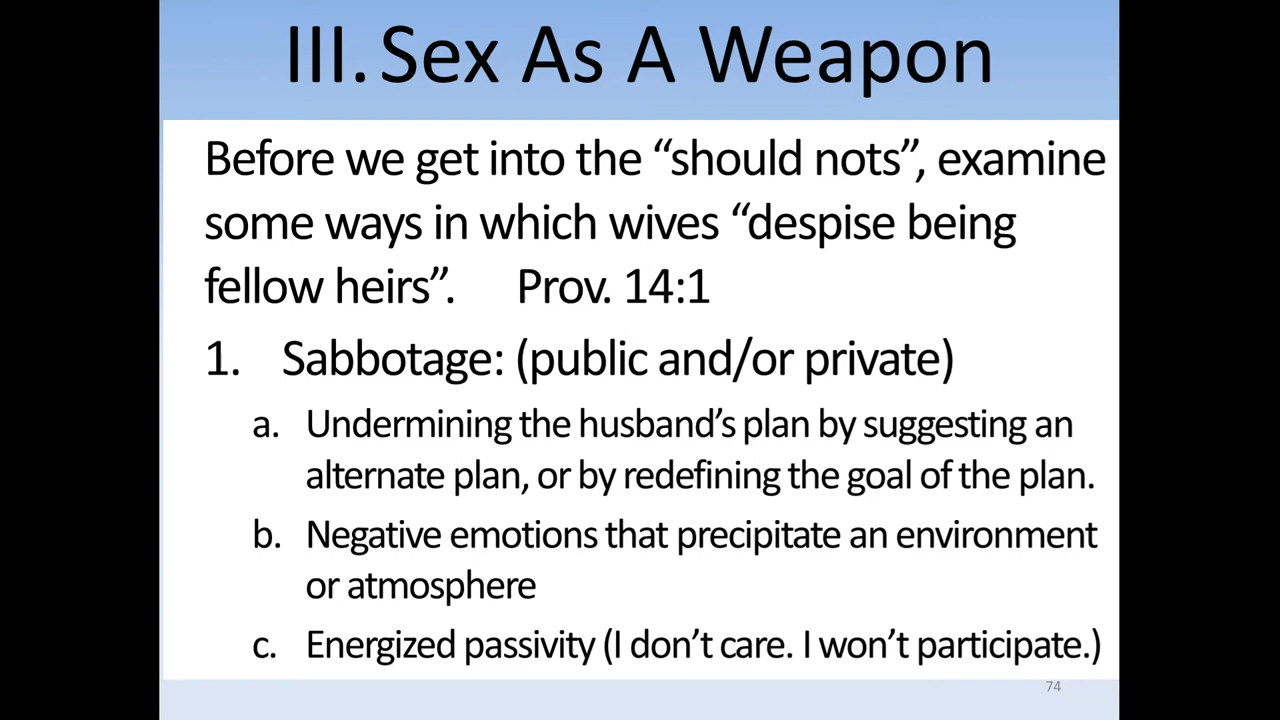 III. Sex As A Weapon
Before we get into the “should nots”, examine
some ways in which wives “despise being
fellow heirs”. Prov. 14:1
1. Sabbotage: (public and/or private)
a. Undermining the husband’s plan by suggesting an
alternate plan, or by redefining the goal of the plan.
b. Negative emotions that precipitate an environment
or atmosphere
c. Energized passivity (I don’t care. I won’t participate.)
74